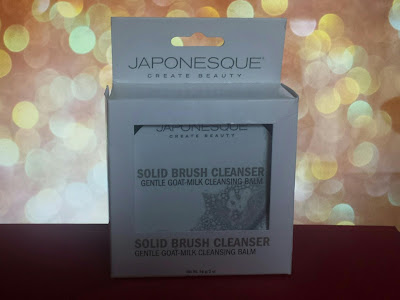 JAPONESQUE®
CREATE BEAUTY
JAPONESQUE
CREATE BEAUTY
SOLID BRUSH CLEANSER
GENTLE GOAT-MILK CLEANSING BALM
SOLID BRUSH CLEANSER
GENTLE GOAT-MILK CLEANSING BALM